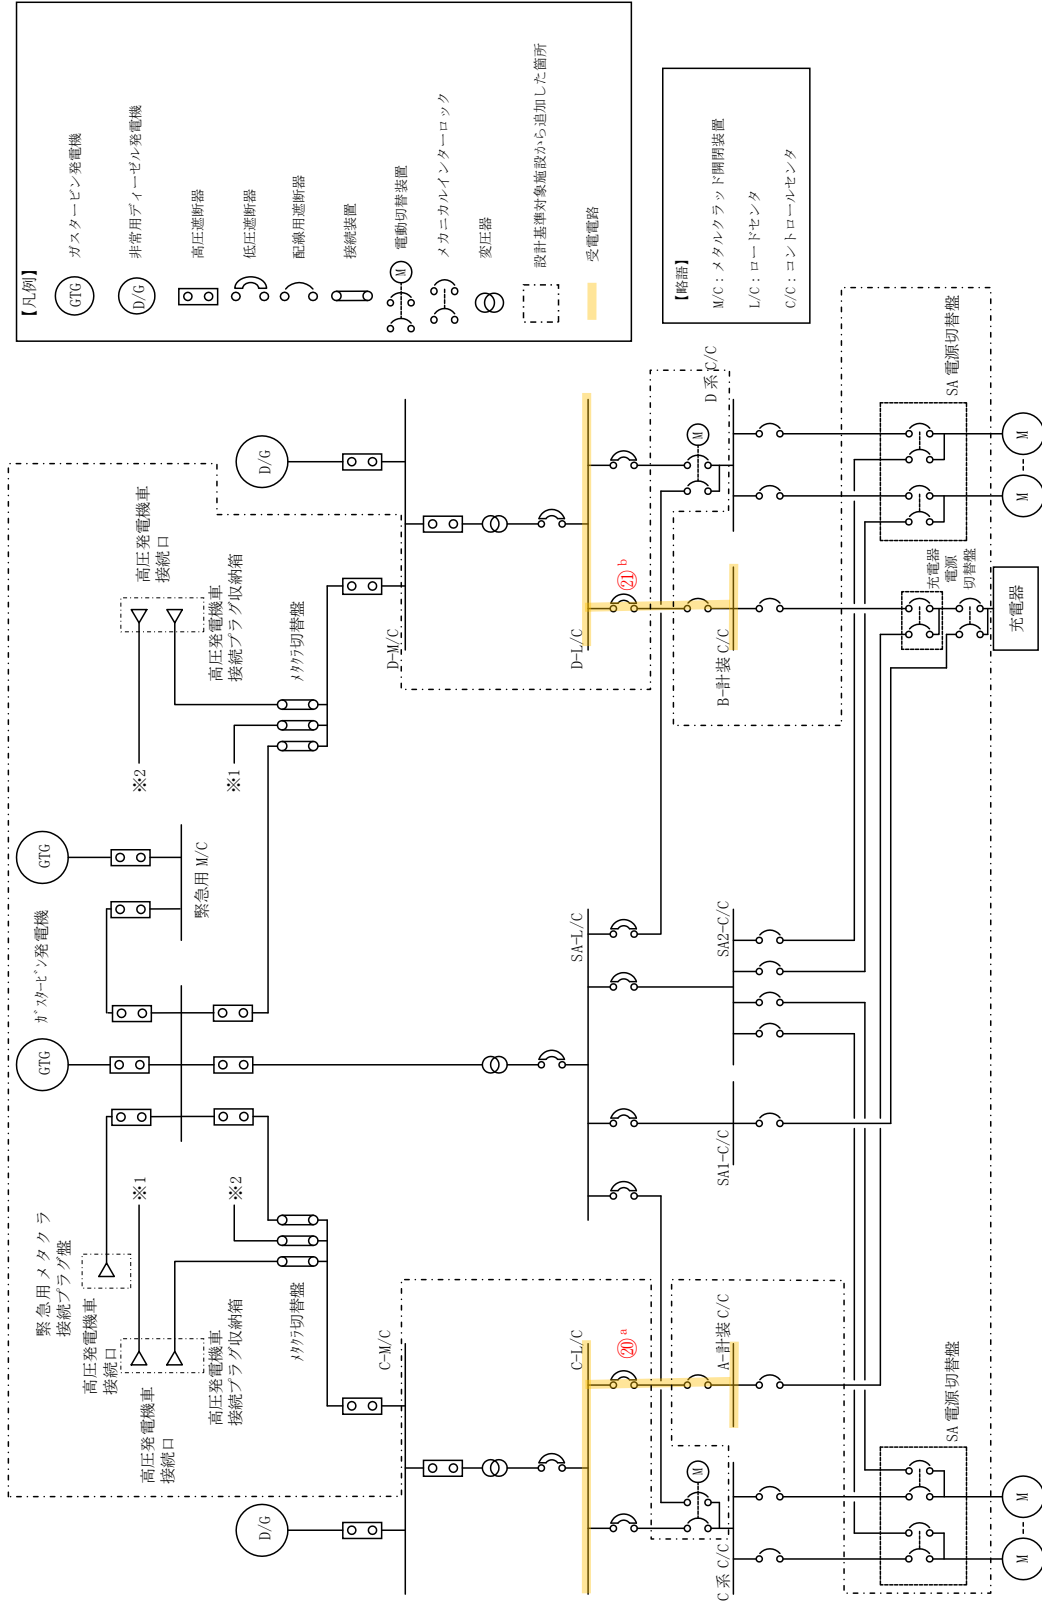 【凡例】
GTG
ガスタービン発電機
D/G
非常用ディーゼル発電機
高圧遮断器
低圧遮断器
配線用遮断器
接続装置
M
電動切替装置
メカニカルインターロック
変圧器
設計基準対象施設から追加した箇所
受電電路
【略語】
M/C：メタルクラッド開閉装置
L/C：ロードセンタ
C/C：コントロールセンタ
GTG
GTG
ガスタービン発電機
緊急用M/C
緊急用メタクラ
接続プラグ盤
高圧発電機車
接続口
高圧発電機車
接続口
高圧発電機車
接続プラグ収納箱
※1
※2
メタクラ切替盤
高圧発電機車
接続口
高圧発電機車
接続プラグ収納箱
※2
※1
メタクラ切替盤
D/G
D/G
C-M/C
D-M/C
C-L/C
SA-L/C
D-L/C
⑳a
㉑b
M
M
C系 C/C
A-計装 C/C
SA1-C/C
SA2-C/C
B-計装 C/C
D系 C/C
SA 電源切替盤
SA 電源切替盤
充電器
電源
切替盤
充電器
M
M
M
M